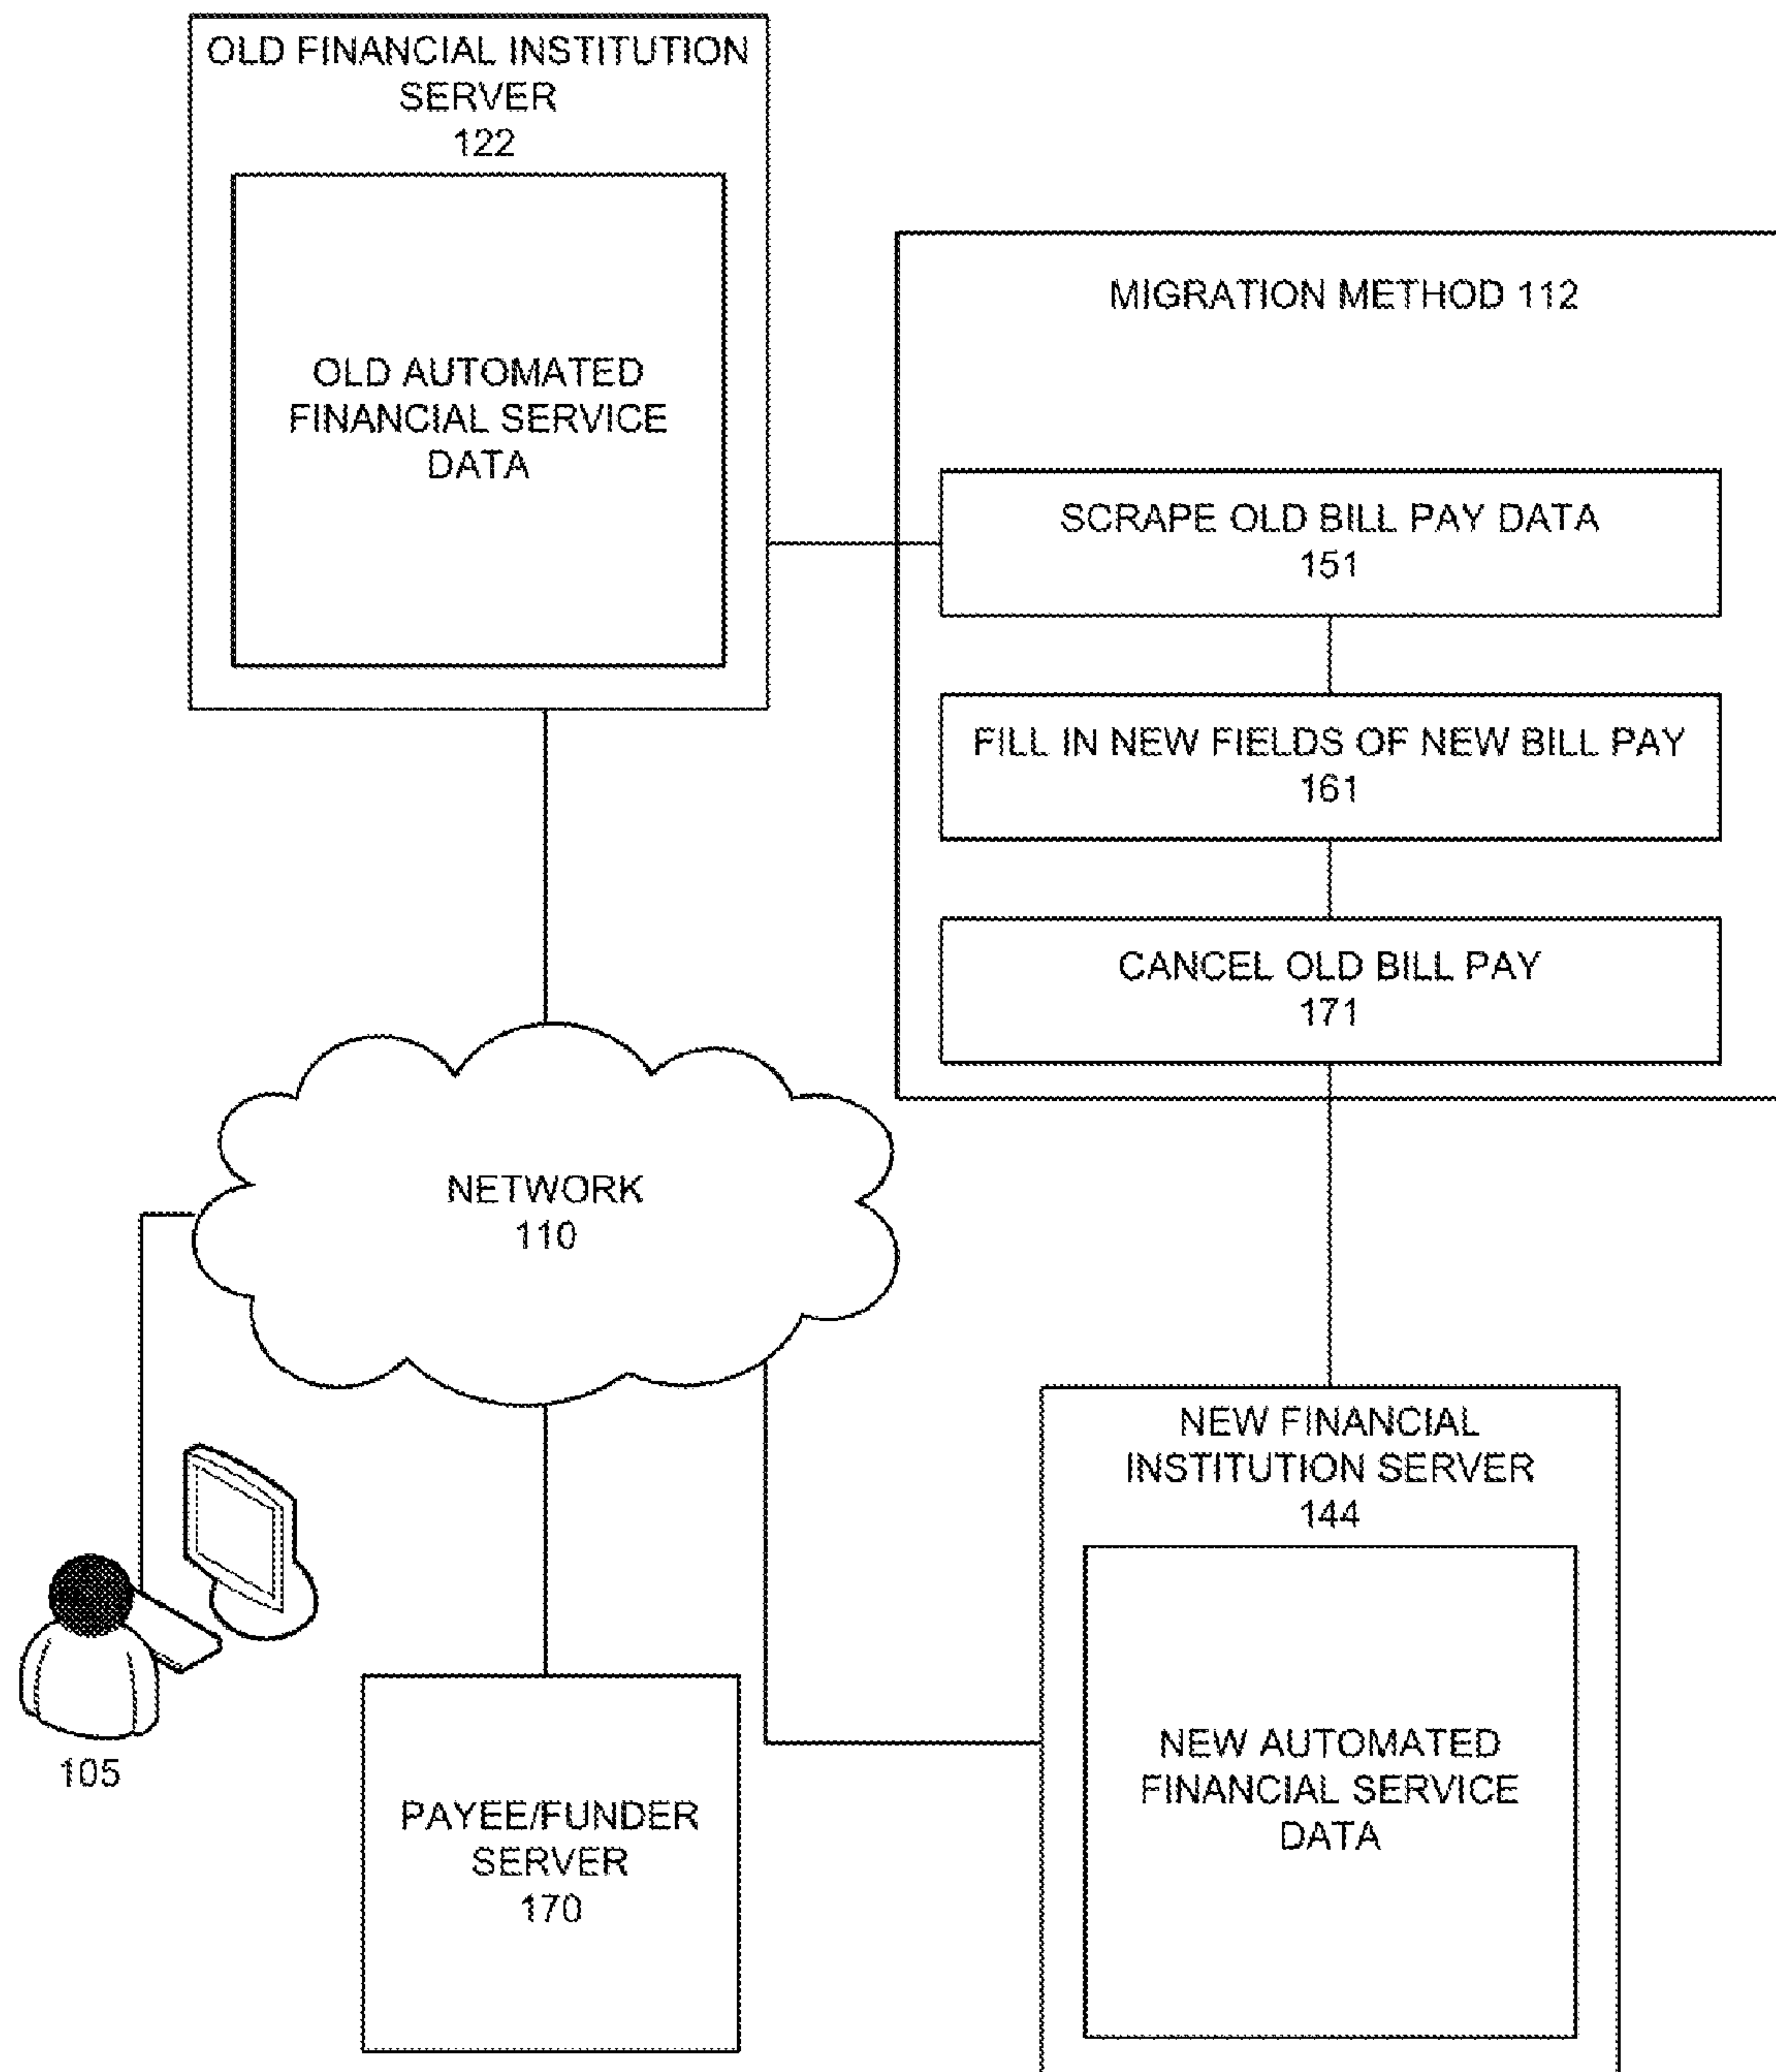 OLD FINANCIAL INSTITUTION
SERVER
122
OLD AUTOMATED
FINANCIAL SERVICE
DATA
MIGRATION METHOD 112
SCRAPE OLD BILL PAY DATA
151
FILL IN NEW FIELDS OF NEW BILL PAY
161
CANCEL OLD BILL PAY
171
NETWORK
110
105
PAYEE/FUNDER
SERVER
170
NEW FINANCIAL
INSTITUTION SERVER
144
NEW AUTOMATED
FINANCIAL SERVICE
DATA